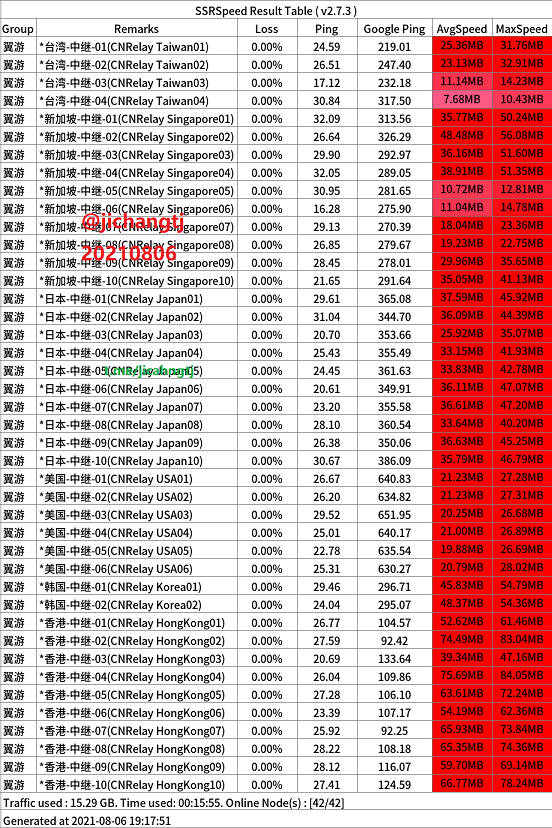 SSRSpeed Result Table ( v2.7.3 )
Group Remarks Loss Ping Google Ping AvgSpeed MaxSpeed
翼游 *台湾-中继-01(CNRelay Taiwan01) 0.00% 24.59 219.01 25.36MB 31.76MB
翼游 *台湾-中继-02(CNRelay Taiwan02) 0.00% 26.51 247.40 23.13MB 32.91MB
翼游 *台湾-中继-03(CNRelay Taiwan03) 0.00% 17.12 232.18 11.14MB 14.23MB
翼游 *台湾-中继-04(CNRelay Taiwan04) 0.00% 30.84 317.50 7.68MB 10.43MB
翼游 *新加坡-中继-01(CNRelay Singapore01) 0.00% 32.09 313.56 35.77MB 50.24MB
翼游 *新加坡-中继-02(CNRelay Singapore02) 0.00% 26.64 326.29 48.48MB 56.08MB
翼游 *新加坡-中继-03(CNRelay Singapore03) 0.00% 29.90 292.97 36.16MB 51.60MB
翼游 *新加坡-中继-04(CNRelay Singapore04) 0.00% 32.05 289.05 38.91MB 51.35MB
翼游 *新加坡-中继-05(CNRelay Singapore05) 0.00% 30.95 281.65 10.72MB 12.81MB
翼游 *新加坡-中继-06(CNRelay Singapore06) 0.00% 16.28 275.90 11.04MB 14.78MB
@jichangtj
翼游 *新加坡-中继-07(CNRelay Singapore07) 0.00% 29.13 270.39 18.04MB 23.36MB
翼游 *新加坡-中继-08(CNRelay Singapore08) 0.00% 26.85 279.67 19.23MB 22.75MB
20210806
翼游 *新加坡-中继-09(CNRelay Singapore09) 0.00% 28.45 278.01 29.96MB 35.65MB
翼游 *新加坡-中继-10(CNRelay Singapore10) 0.00% 21.65 291.64 35.05MB 41.13MB
翼游 *日本-中继-01(CNRelay Japan01) 0.00% 29.61 365.08 37.59MB 45.92MB
翼游 *日本-中继-02(CNRelay Japan02) 0.00% 31.04 344.70 36.09MB 44.39MB
翼游 *日本-中继-03(CNRelay Japan03) 0.00% 20.70 353.66 25.92MB 35.07MB
翼游 *日本-中继-04(CNRelay Japan04) 0.00% 25.43 355.49 33.15MB 41.93MB
翼游 *日本-中继-05(CNRelay Japan05) 0.00% 24.45 361.63 33.83MB 42.78MB
翼游 *日本-中继-06(CNRelay Japan06) 0.00% 20.61 349.91 36.11MB 47.07MB
翼游 *日本-中继-07(CNRelay Japan07) 0.00% 23.20 355.58 36.61MB 47.20MB
翼游 *日本-中继-08(CNRelay Japan08) 0.00% 28.10 360.54 33.64MB 40.20MB
翼游 *日本-中继-09(CNRelay Japan09) 0.00% 26.38 350.06 36.63MB 45.25MB
翼游 *日本-中继-10(CNRelay Japan10) 0.00% 30.67 386.09 35.79MB 46.79MB
翼游 *美国-中继-01(CNRelay USA01) 0.00% 26.67 640.83 21.23MB 27.28MB
翼游 *美国-中继-02(CNRelay USA02) 0.00% 26.20 634.82 21.23MB 27.31MB
翼游 *美国-中继-03(CNRelay USA03) 0.00% 29.52 651.95 20.25MB 26.68MB
翼游 *美国-中继-04(CNRelay USA04) 0.00% 25.01 640.17 21.00MB 26.89MB
翼游 *美国-中继-05(CNRelay USA05) 0.00% 22.78 635.54 19.88MB 26.69MB
翼游 *美国-中继-06(CNRelay USA06) 0.00% 25.31 630.27 20.79MB 28.02MB
翼游 *韩国-中继-01(CNRelay Korea01) 0.00% 29.46 296.71 45.83MB 54.79MB
翼游 *韩国-中继-02(CNRelay Korea02) 0.00% 24.04 295.07 48.37MB 54.36MB
翼游 *香港-中继-01(CNRelay HongKong01) 0.00% 26.77 104.57 52.62MB 61.46MB
翼游 *香港-中继-02(CNRelay HongKong02) 0.00% 27.59 92.42 74.49MB 83.04MB
翼游 *香港-中继-03(CNRelay HongKong03) 0.00% 20.69 133.64 39.34MB 47.16MB
翼游 *香港-中继-04(CNRelay HongKong04) 0.00% 26.04 109.86 75.69MB 84.05MB
翼游 *香港-中继-05(CNRelay HongKong05) 0.00% 27.28 106.10 63.61MB 72.24MB
翼游 *香港-中继-06(CNRelay HongKong06) 0.00% 23.39 107.17 54.19MB 62.36MB
翼游 *香港-中继-07(CNRelay HongKong07) 0.00% 25.92 92.25 65.93MB 73.84MB
翼游 *香港-中继-08(CNRelay HongKong08) 0.00% 28.22 108.18 65.35MB 74.36MB
翼游 *香港-中继-09(CNRelay HongKong09) 0.00% 28.12 116.07 59.70MB 69.14MB
翼游 *香港-中继-10(CNRelay HongKong10) 0.00% 27.41 124.59 66.77MB 78.24MB
Traffic used : 15.29 GB. Time used: 00:15:55. Online Node(s) : [42/42]
Generated at 2021-08-06 19:17:51